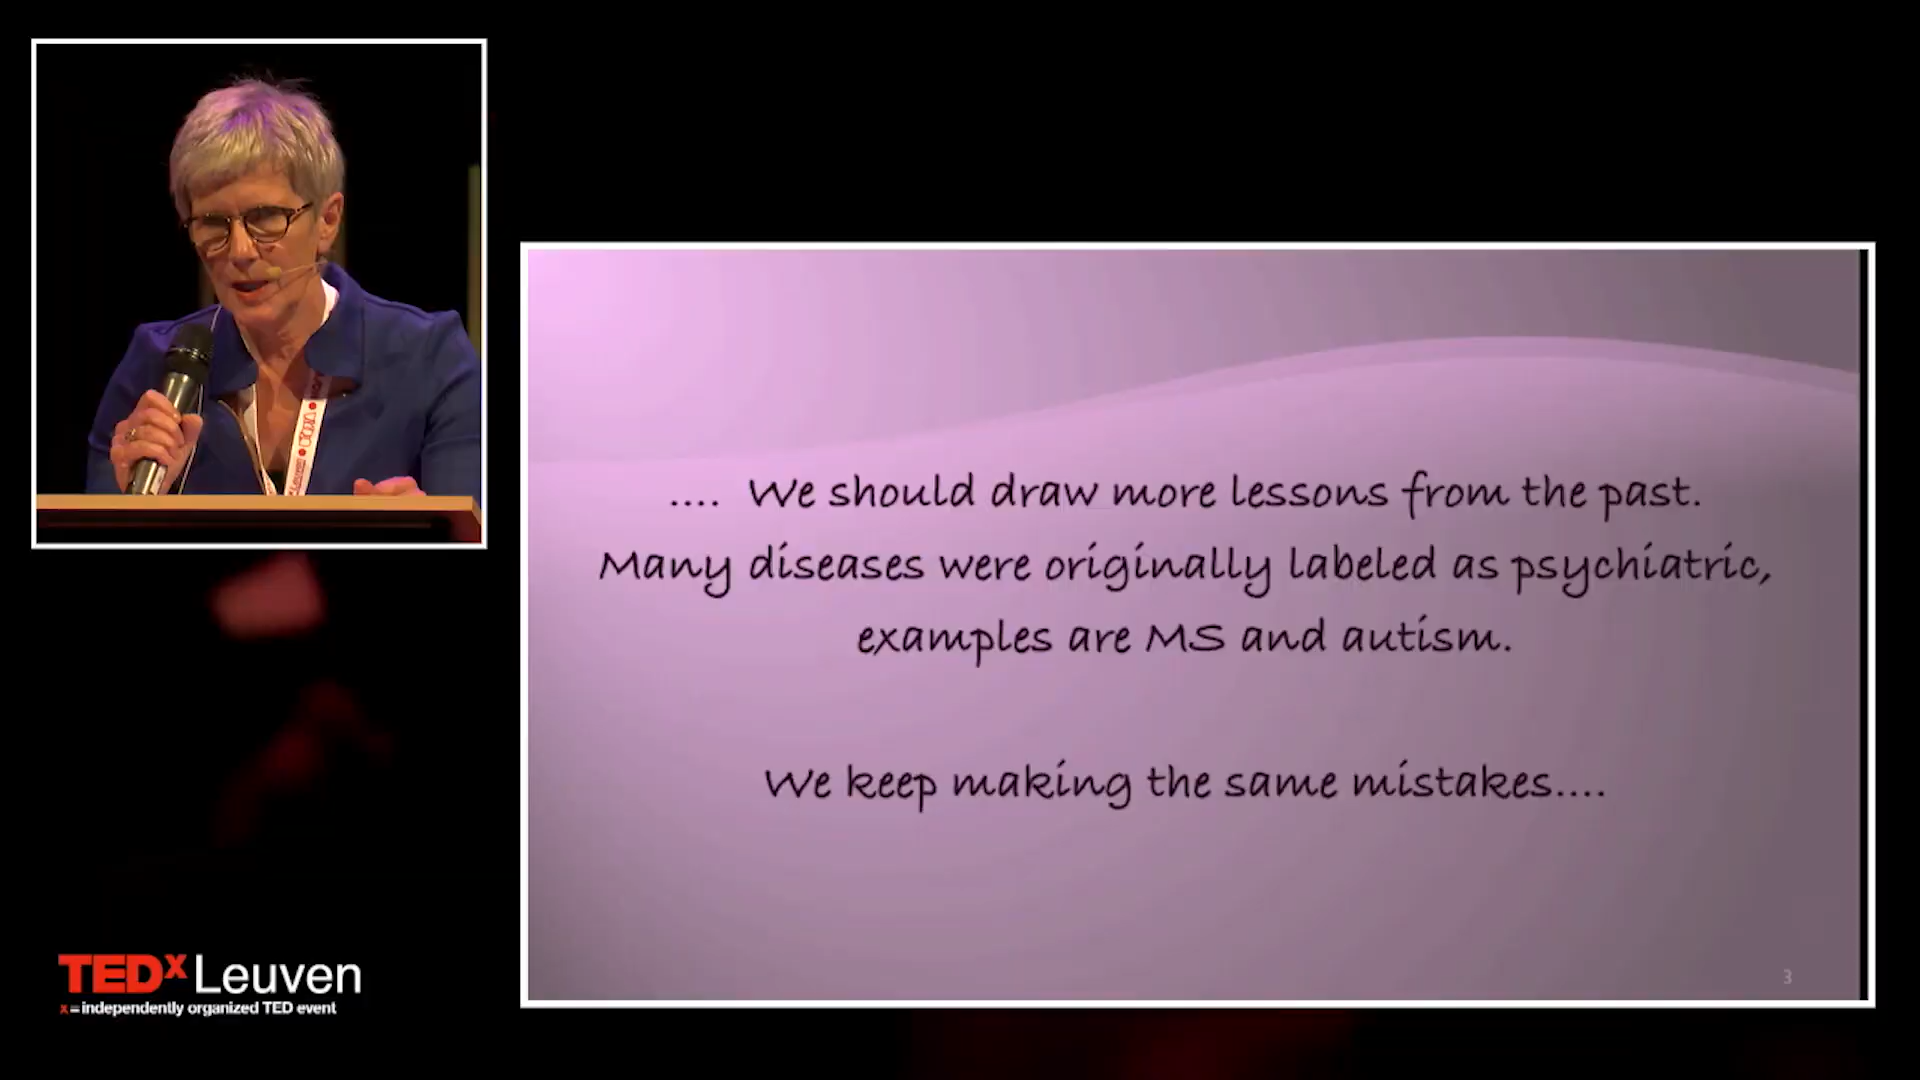 .... We should draw more lessons from the past.
Many diseases were originally labeled as psychiatric,
examples are MS and autism.
We keep making the same mistakes....
3
TEDx Leuven
x = independently organized TED event